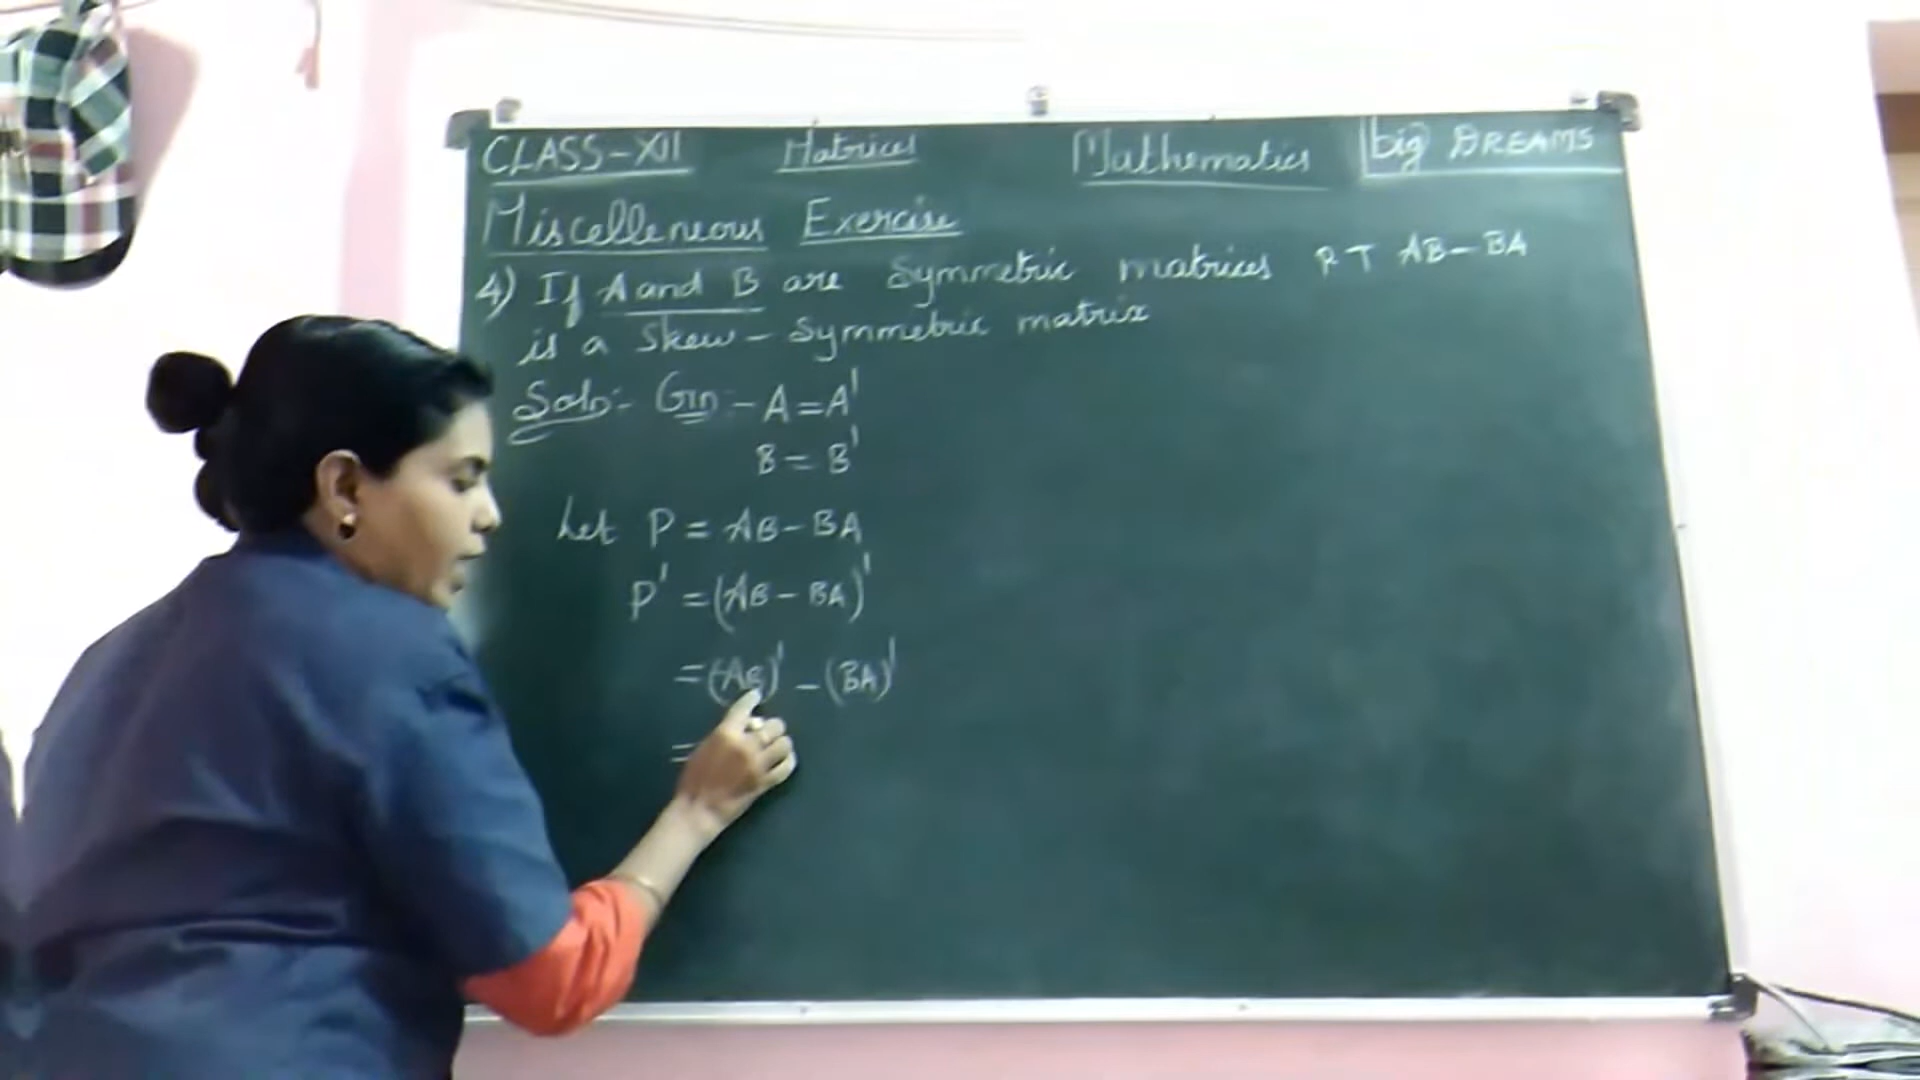 CLASS-XII Matrices Mathematics big DREAMS
Miscelleneous Exercise
4) If A and B are Symmetric matrices P T AB-BA
is a Skew-Symmetric matrix
Soln:- Gn:- A=A'
B=B'
Let P = AB-BA
P' =(AB-BA)'
=(AB)' -(BA)'
=